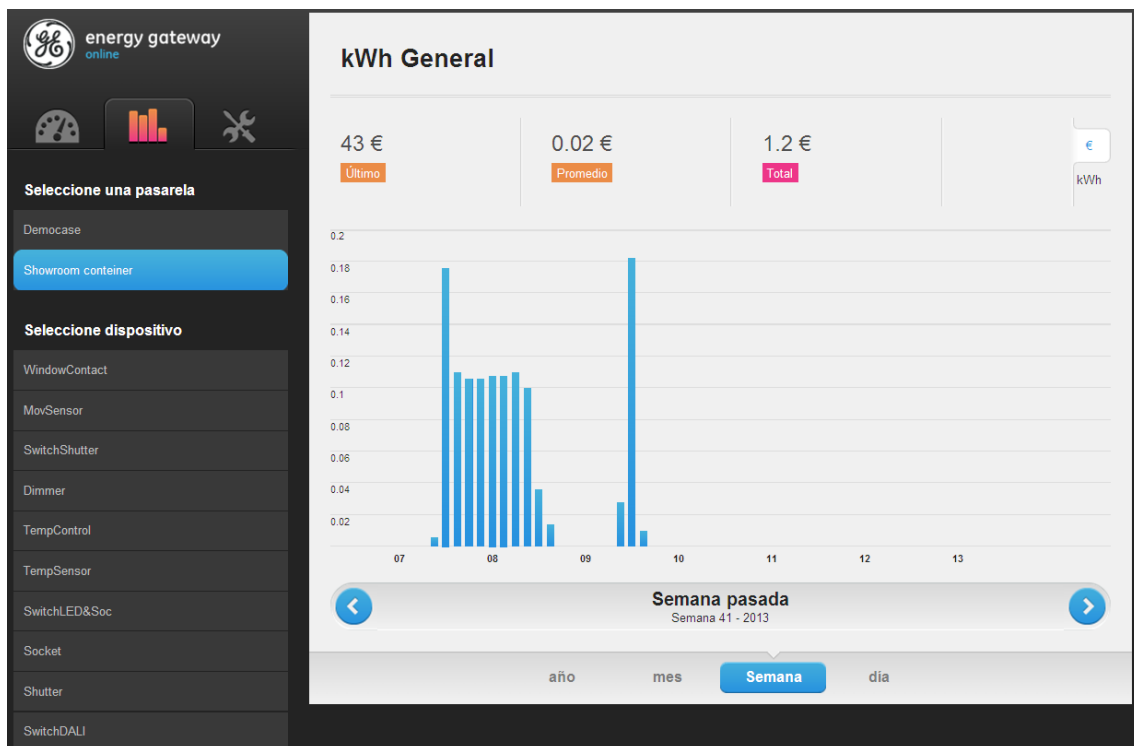 energy gateway
online
Seleccione una pasarela
Democase
Showroom conteiner
Seleccione dispositivo
WindowContact
MovSensor
SwitchShutter
Dimmer
TempControl
TempSensor
SwitchLED&Soc
Socket
Shutter
SwitchDALI
kWh General
43 € 0.02 € 1.2 € €
Último Promedio Total kWh
0.2
0.18
0.16
0.14
0.12
0.1
0.08
0.06
0.04
0.02
07 08 09 10 11 12 13
Semana pasada
Semana 41 - 2013
año mes Semana día